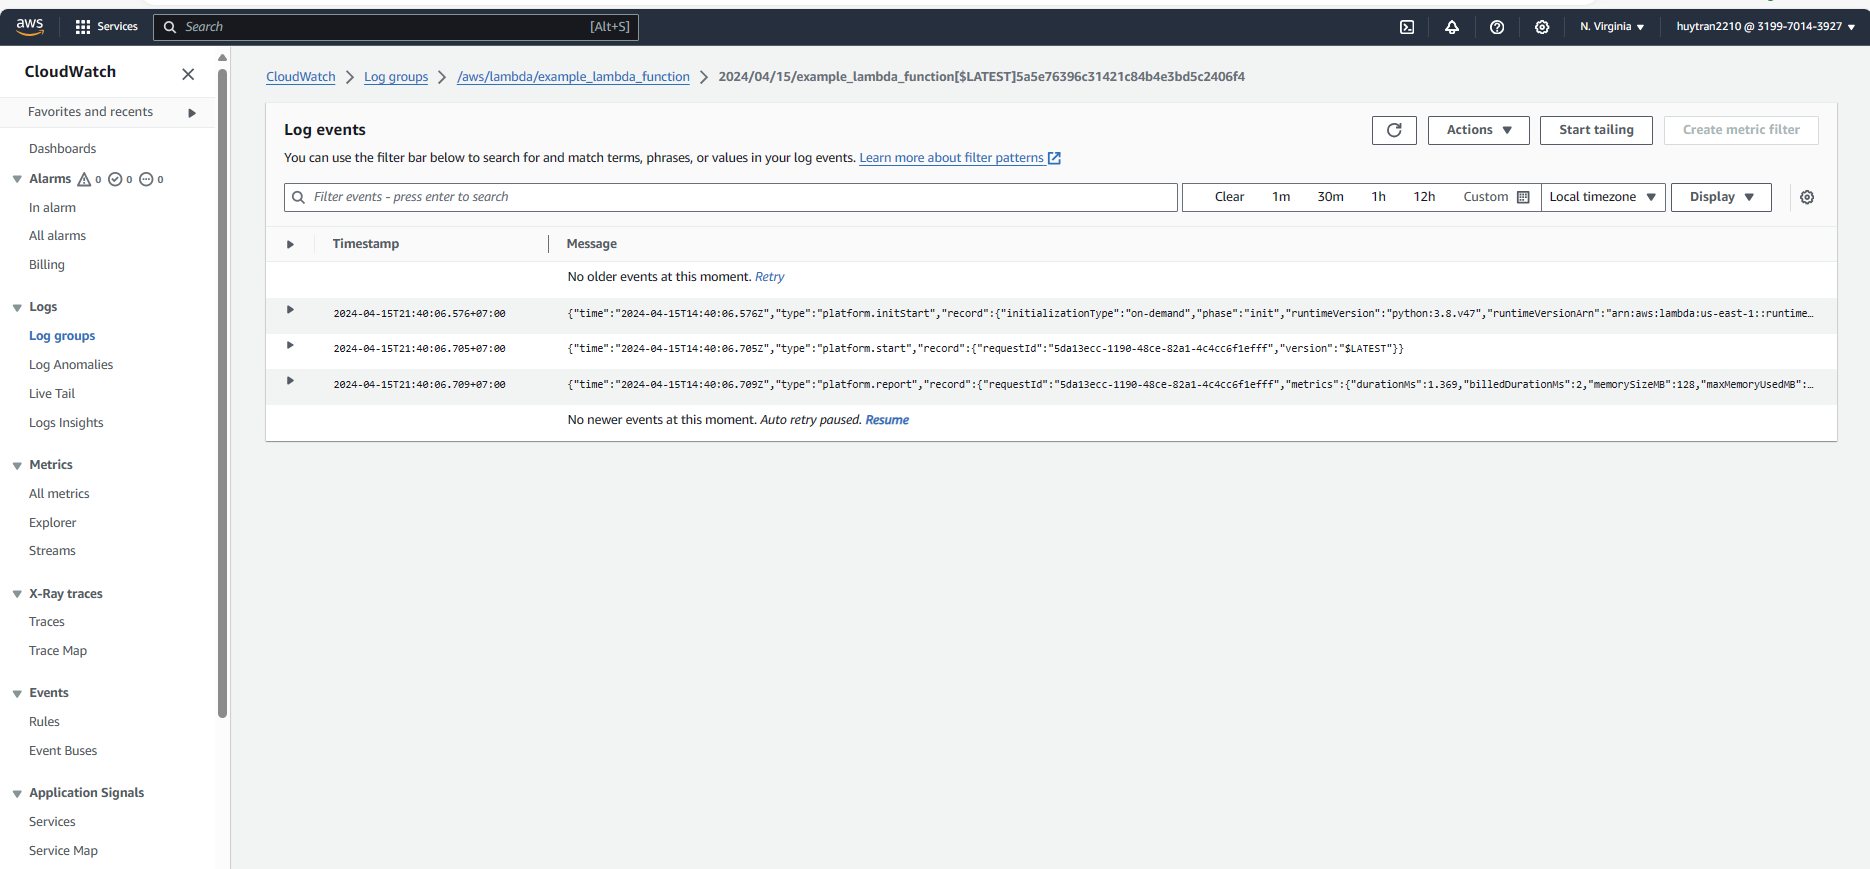 aws
Services
Search
[Alt+S]
N. Virginia
huytran2210 @ 3199-7014-3927
CloudWatch
Favorites and recents
Dashboards
Alarms 0 0 0
In alarm
All alarms
Billing
Logs
Log groups
Log Anomalies
Live Tail
Logs Insights
Metrics
All metrics
Explorer
Streams
X-Ray traces
Traces
Trace Map
Events
Rules
Event Buses
Application Signals
Services
Service Map
CloudWatch
Log groups
/aws/lambda/example_lambda_function
2024/04/15/example_lambda_function[$LATEST]5a5e76396c31421c84b4e3bd5c2406f4
Log events
Actions
Start tailing
Create metric filter
You can use the filter bar below to search for and match terms, phrases, or values in your log events. Learn more about filter patterns
Filter events - press enter to search
Clear
1m
30m
1h
12h
Custom
Local timezone
Display
Timestamp
Message
No older events at this moment. Retry
2024-04-15T21:40:06.576+07:00
{"time":"2024-04-15T14:40:06.576Z","type":"platform.initStart","record":{"initializationType":"on-demand","phase":"init","runtimeVersion":"python:3.8.v47","runtimeVersionArn":"arn:aws:lambda:us-east-1::runtime…
2024-04-15T21:40:06.705+07:00
{"time":"2024-04-15T14:40:06.705Z","type":"platform.start","record":{"requestId":"5da13ecc-1190-48ce-82a1-4c4cc6f1efff","version":"$LATEST"}}
2024-04-15T21:40:06.709+07:00
{"time":"2024-04-15T14:40:06.709Z","type":"platform.report","record":{"requestId":"5da13ecc-1190-48ce-82a1-4c4cc6f1efff","metrics":{"durationMs":1.369,"billedDurationMs":2,"memorySizeMB":128,"maxMemoryUsedMB":…
No newer events at this moment. Auto retry paused. Resume